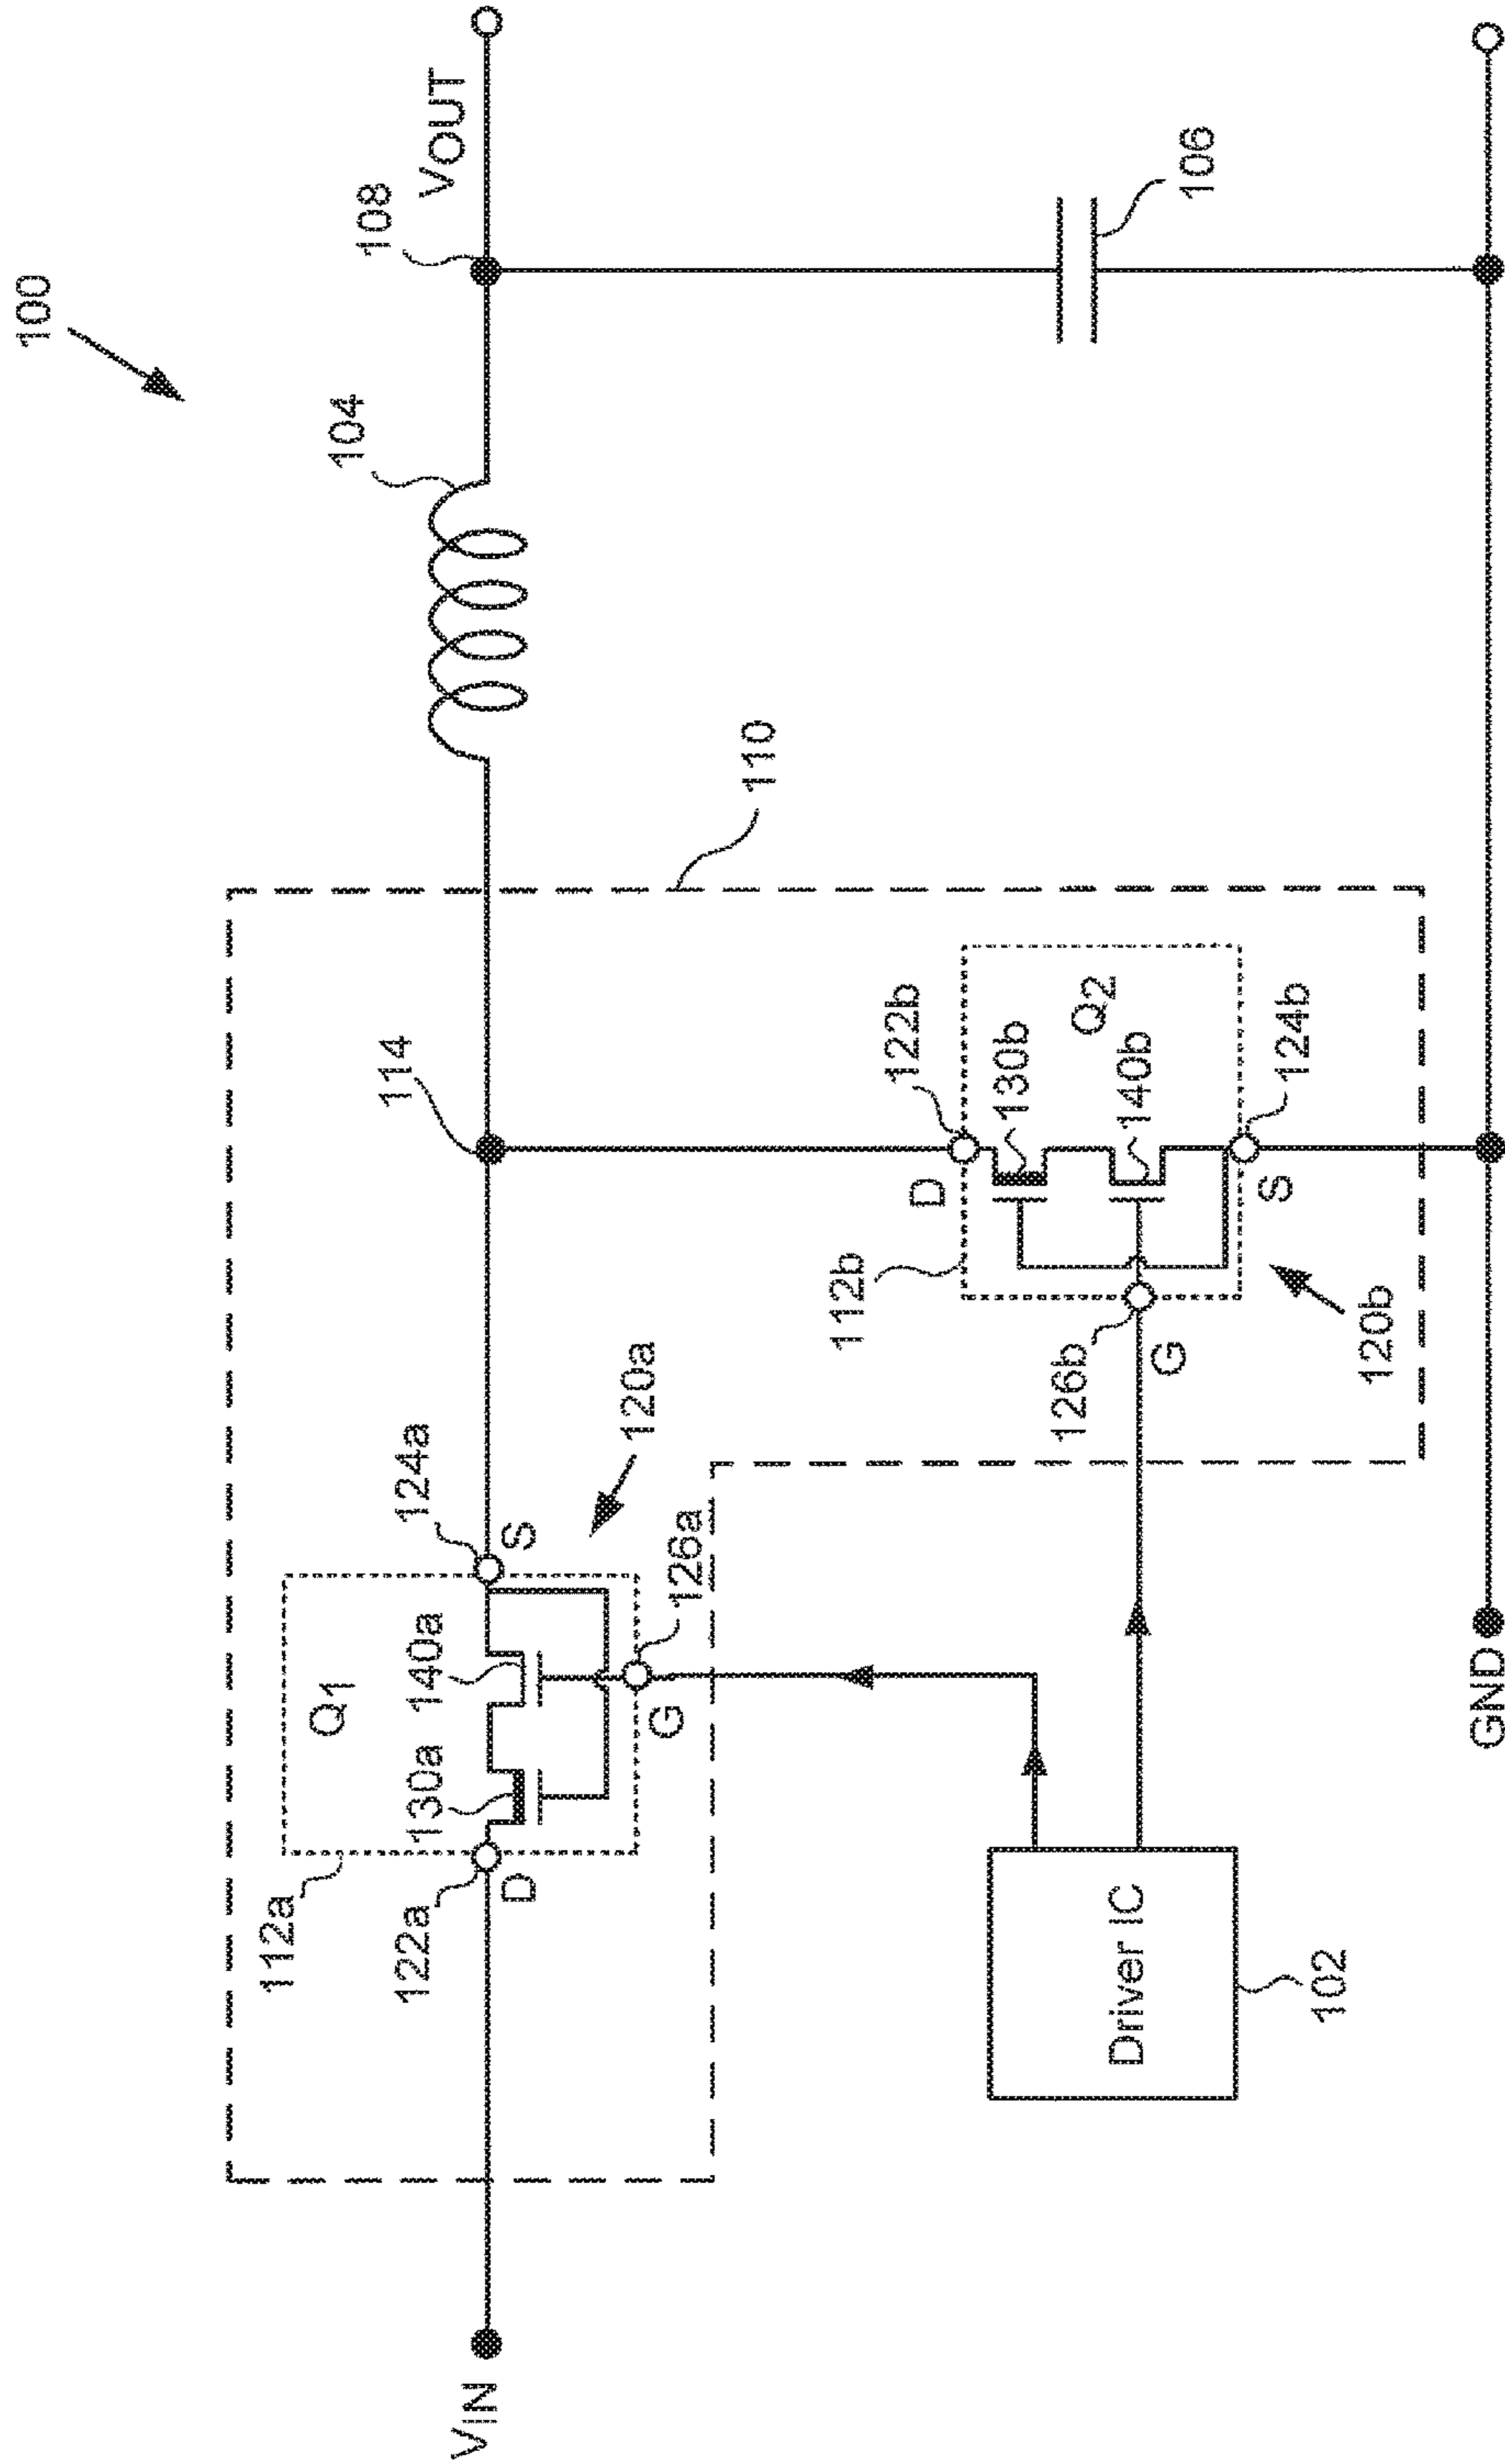 100
108
VOUT
104
114
110
106
Q1
112a
130a
140a
124a
S
120a
122a
D
G
126a
122b
D
130b
Q2
140b
112b
126b
G
S
124b
120b
VIN
Driver IC
102
GND